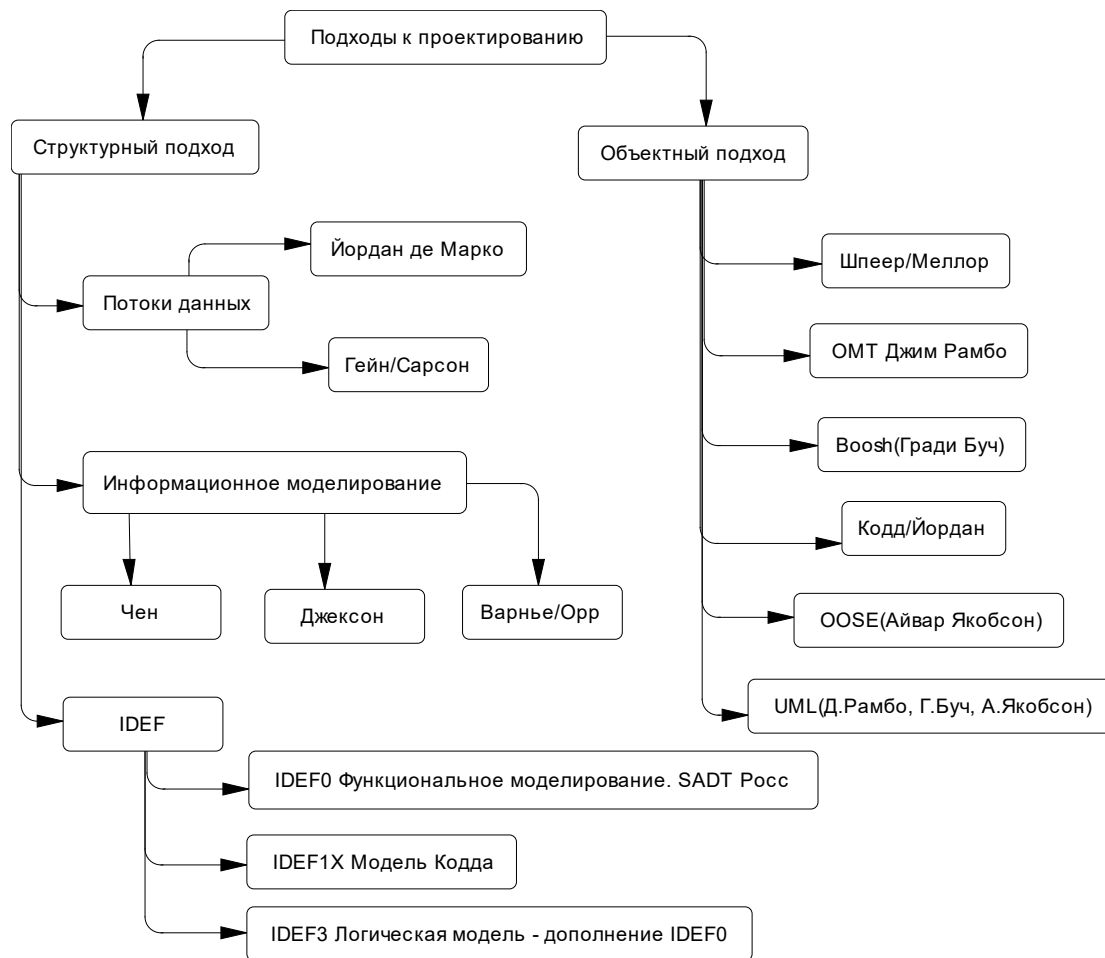 Подходы к проектированию
Структурный подход
Объектный подход
Йордан де Марко
Шпеер/Меллор
Потоки данных
ОМТ Джим Рамбо
Гейн/Сарсон
Boosh(Гради Буч)
Информационное моделирование
Кодд/Йордан
Чен
Джексон
Варнье/Орр
OOSE(Айвар Якобсон)
UML(Д.Рамбо, Г.Буч, А.Якобсон)
IDEF
IDEF0 Функциональное моделирование. SADT Росс
IDEF1X Модель Кодда
IDEF3 Логическая модель - дополнение IDEF0